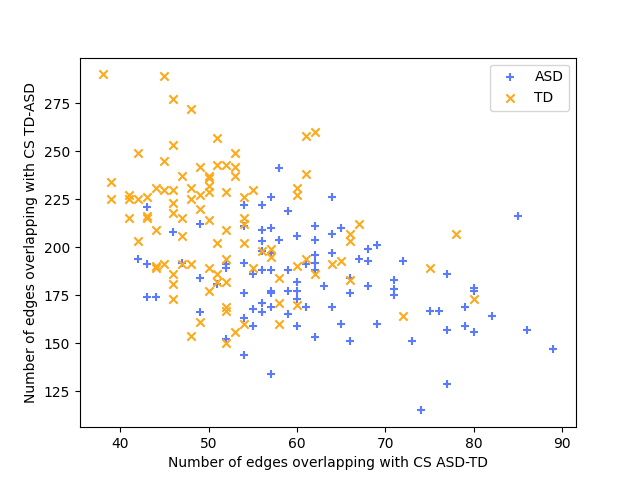 ASD
TD
275
250
225
200
175
150
125
Number of edges overlapping with CS TD-ASD
40 50 60 70 80 90
Number of edges overlapping with CS ASD-TD